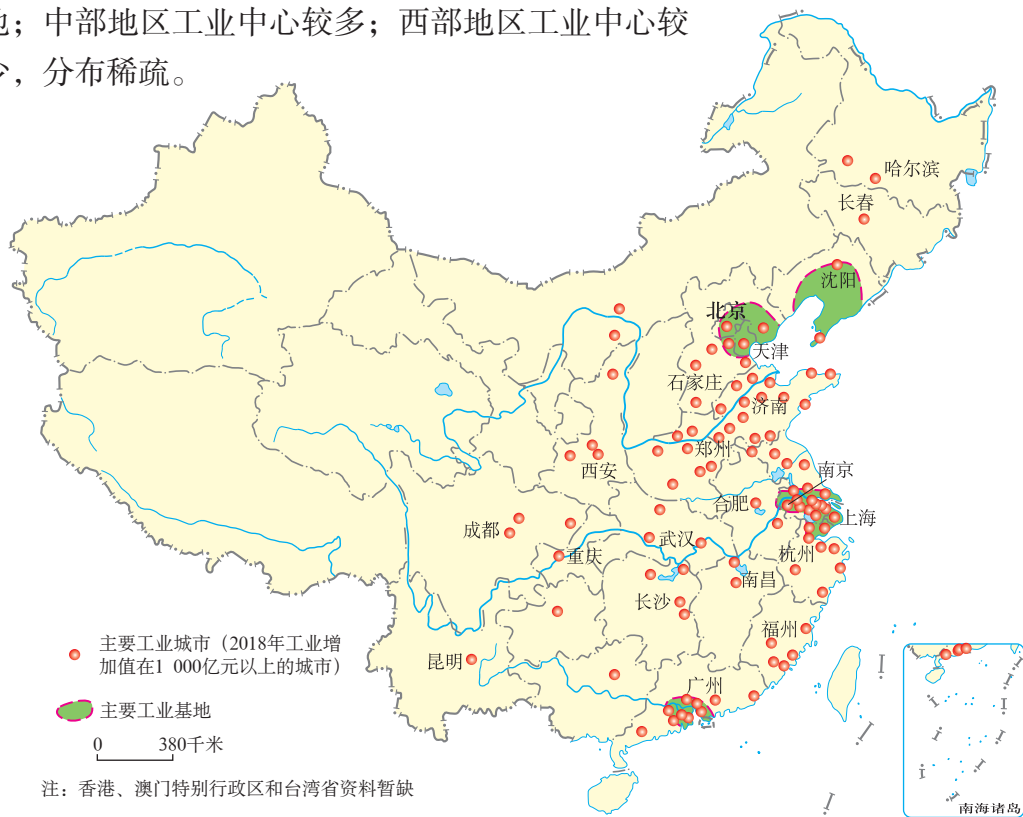 地；中部地区工业中心较多；西部地区工业中心较
少，分布稀疏。
哈尔滨
长春
沈阳
北京
天津
石家庄
济南
郑州
西安
南京
合肥
上海
成都
武汉
重庆
杭州
南昌
长沙
福州
昆明
广州
主要工业城市（2018年工业增
加值在1 000亿元以上的城市）
主要工业基地
0 380千米
注：香港、澳门特别行政区和台湾省资料暂缺
南海诸岛